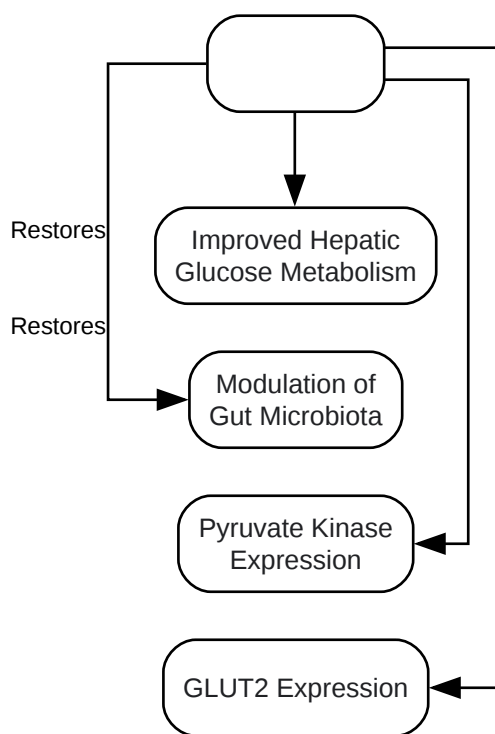 Restores
Improved Hepatic
Glucose Metabolism
Restores
Modulation of
Gut Microbiota
Pyruvate Kinase
Expression
GLUT2 Expression